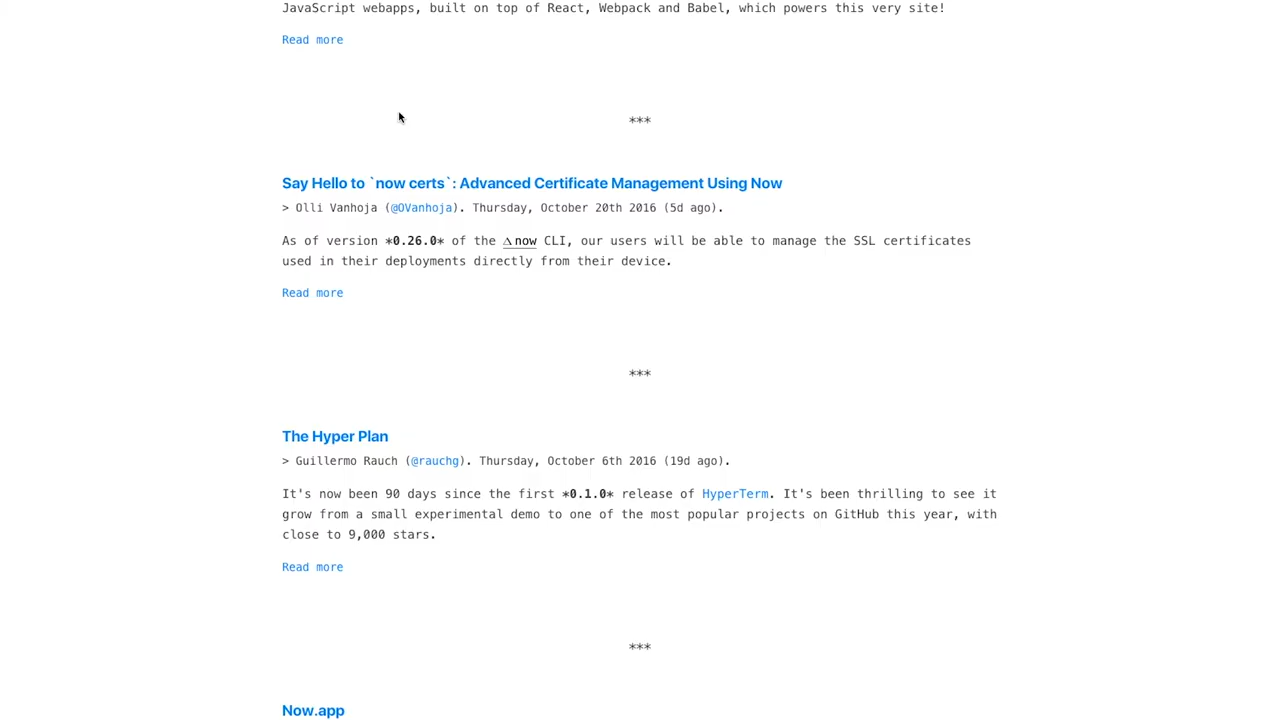 JavaScript webapps, built on top of React, Webpack and Babel, which powers this very site!
Read more
***
Say Hello to `now certs`: Advanced Certificate Management Using Now
> Olli Vanhoja (@OVanhoja). Thursday, October 20th 2016 (5d ago).
As of version *0.26.0* of the Δ now CLI, our users will be able to manage the SSL certificates
used in their deployments directly from their device.
Read more
***
The Hyper Plan
> Guillermo Rauch (@rauchg). Thursday, October 6th 2016 (19d ago).
It's now been 90 days since the first *0.1.0* release of HyperTerm. It's been thrilling to see it
grow from a small experimental demo to one of the most popular projects on GitHub this year, with
close to 9,000 stars.
Read more
***
Now.app